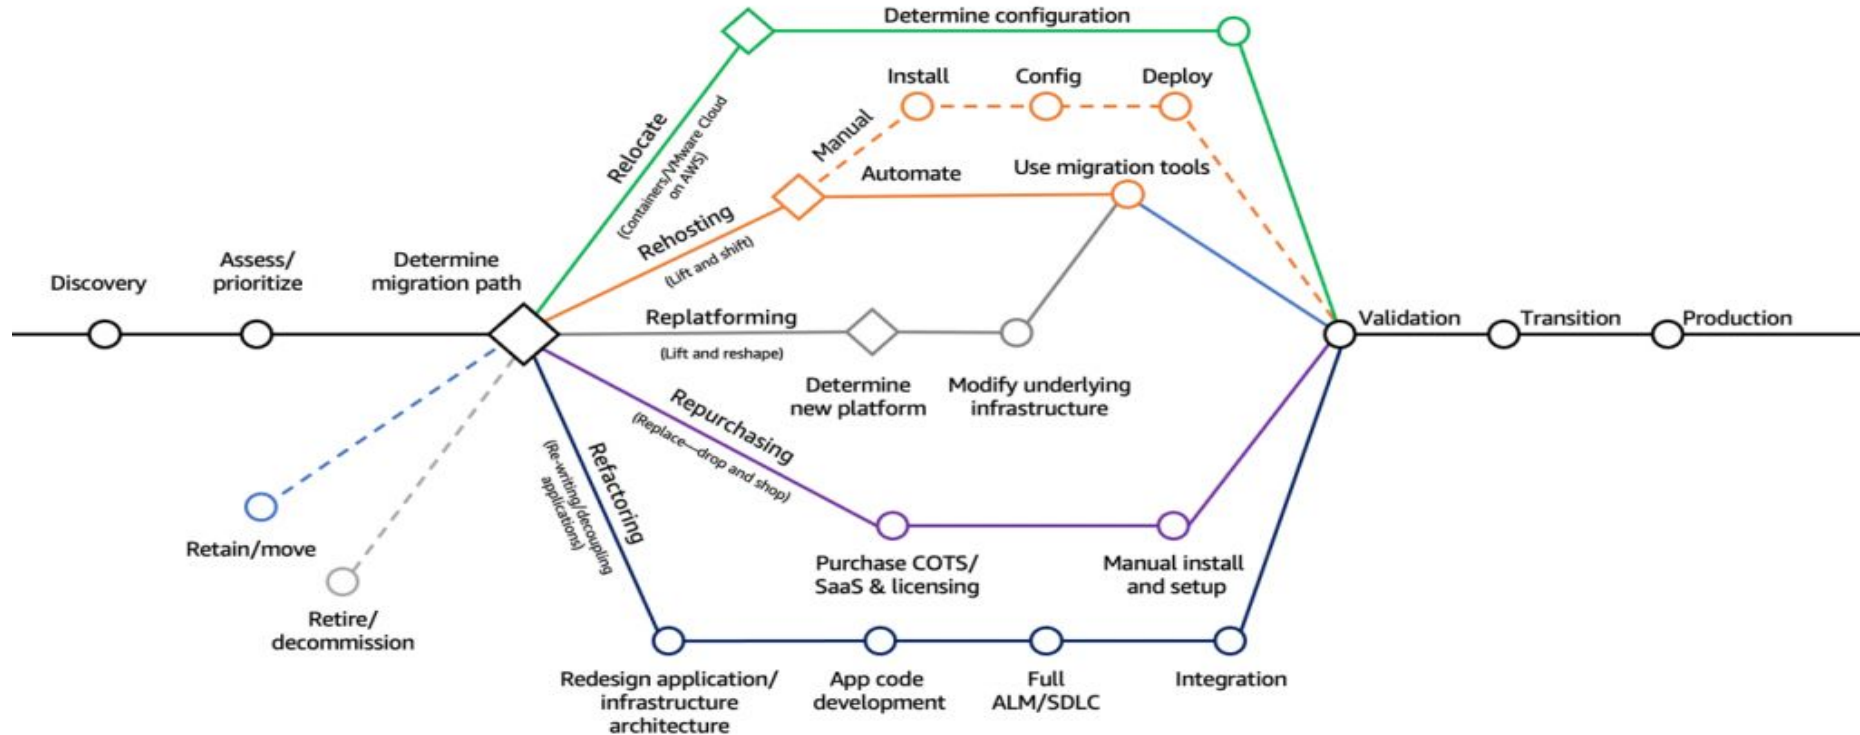 Determine configuration
Install
Config
Deploy
Relocate
(Containers/VMware Cloud
on AWS)
Manual
Automate
Use migration tools
Rehosting
(Lift and shift)
Discovery
Assess/
prioritize
Determine
migration path
Replatforming
(Lift and reshape)
Determine
new platform
Modify underlying
infrastructure
Validation
Transition
Production
Repurchasing
(Replace—drop and shop)
Refactoring
(Re-writing/decoupling
applications)
Retain/move
Retire/
decommission
Purchase COTS/
SaaS & licensing
Manual install
and setup
Redesign application/
infrastructure
architecture
App code
development
Full
ALM/SDLC
Integration